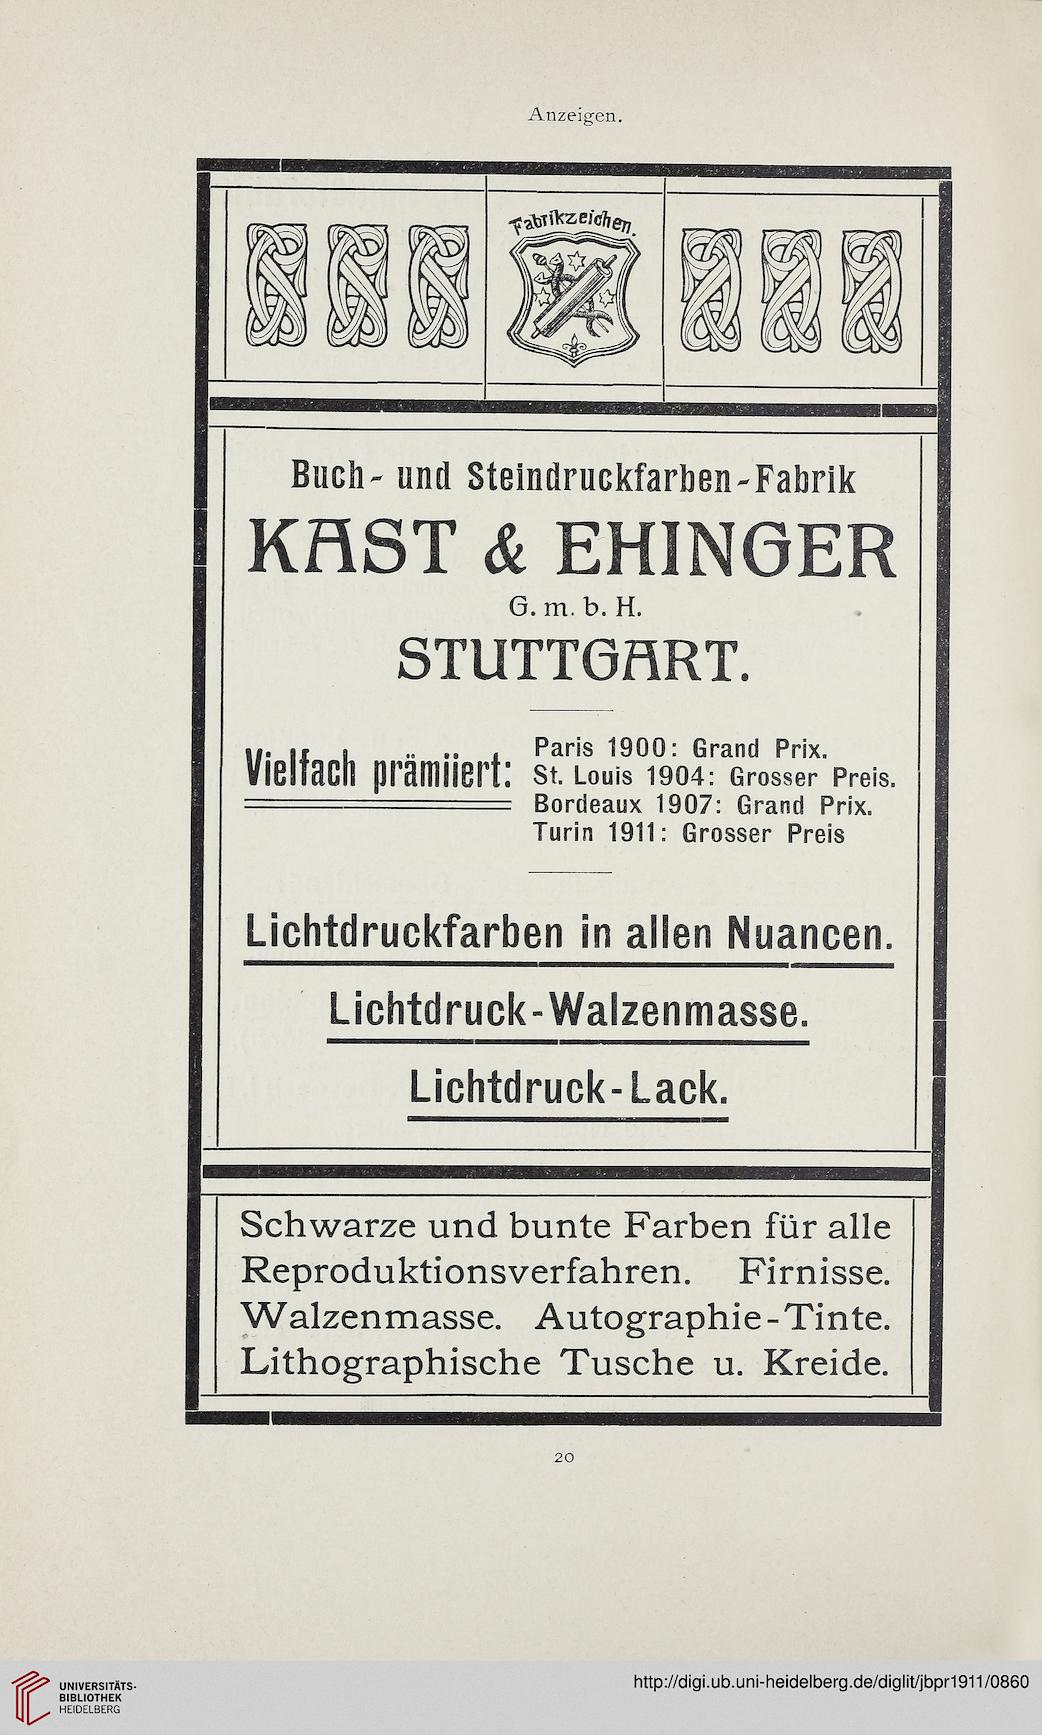 Anzeigen.
Fabrikzeichen.
Buch- und Steindruckfarben-Fabrik
KAST & EHINGER
G. m. b. H.
STUTTGART.
Vielfach prämiiert:
Paris 1900: Grand Prix.
St. Louis 1904: Grosser Preis.
Bordeaux 1907: Grand Prix.
Turin 1911: Grosser Preis
Lichtdruckfarben in allen Nuancen.
Lichtdruck-Walzenmasse.
Lichtdruck-Lack.
Schwarze und bunte Farben für alle
Reproduktionsverfahren. Firnisse.
Walzenmasse. Autographie-Tinte.
Lithographische Tusche u. Kreide.
20
UNIVERSITÄTS-
BIBLIOTHEK
HEIDELBERG
http://digi.ub.uni-heidelberg.de/diglit/jbpr1911/0860